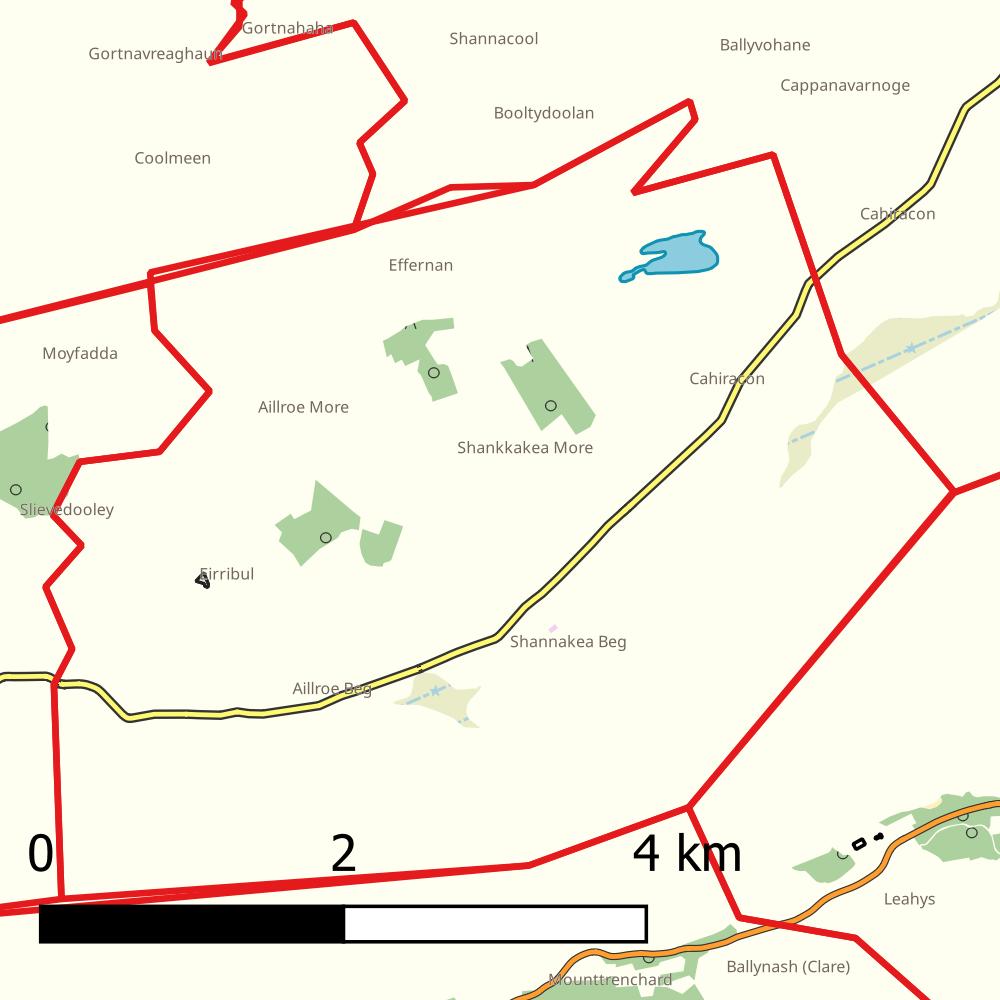 Gortnahaha
Shannacool
Ballyvohane
Gortnavreaghaun
Cappanavarnoge
Booltydoolan
Coolmeen
Cahiracon
Effernan
Moyfadda
Cahiracon
Aillroe More
Shankkakea More
Slievedooley
Eirribul
Shannakea Beg
Aillroe Beg
0 2 4 km
Leahys
Ballynash (Clare)
Mounttrenchard